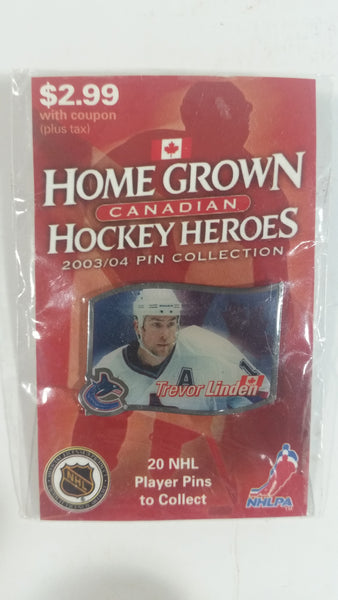 $2.99
with coupon
(plus tax)
HOME GROWN
CANADIAN
HOCKEY HEROES
2003/04 PIN COLLECTION
A
Trevor Linden
20 NHL
Player Pins
to Collect
NHL
NHLPA